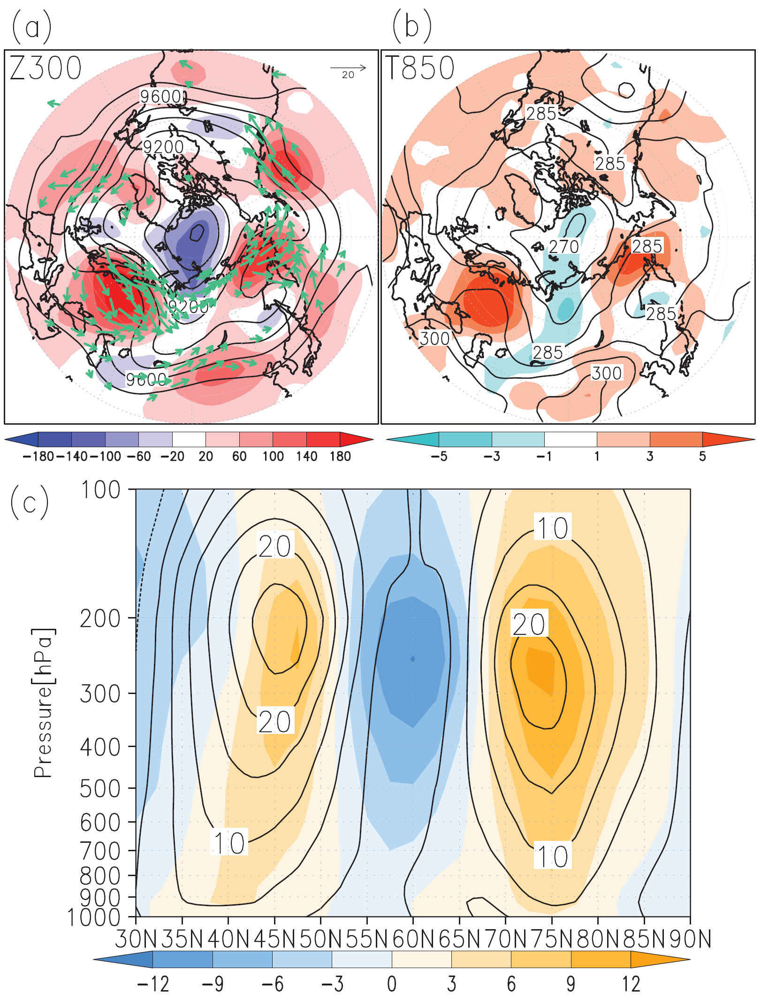 (a)
(b)
Z300
20
9600
9200
9200
9600
T850
285
285
270
285
285
300
285
300
−180 −140 −100 −60 −20 20 60 100 140 180
−5 −3 −1 1 3 5
(c)
Pressure[hPa]
100
200
300
400
500
600
700
800
900
1000
20
20
10
10
20
10
30N 35N 40N 45N 50N 55N 60N 65N 70N 75N 80N 85N 90N
−12 −9 −6 −3 0 3 6 9 12